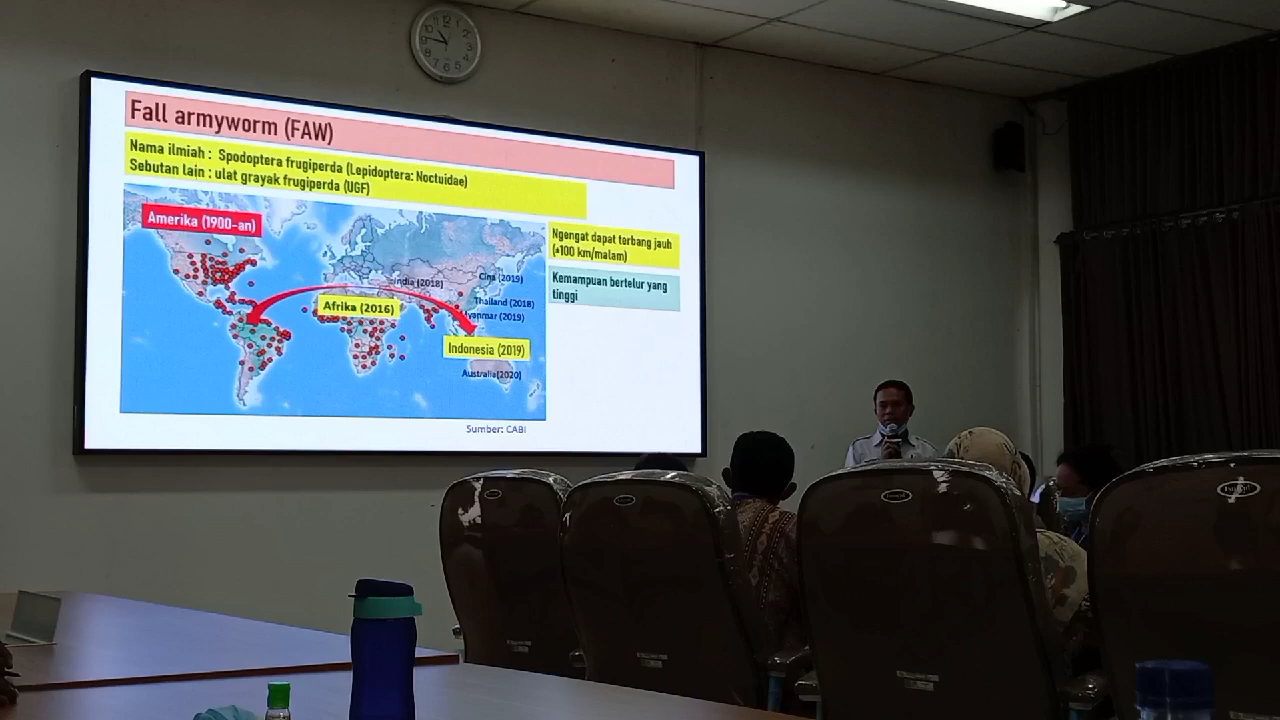 Fall armyworm (FAW)
Nama ilmiah : Spodoptera frugiperda (Lepidoptera: Noctuidae)
Sebutan lain : ulat grayak frugiperda (UGF)
Amerika (1900-an)
Ngengat dapat terbang jauh
(±100 km/malam)
Kemampuan bertelur yang
tinggi
India (2018)
Cina (2019)
Afrika (2016)
Thailand (2018)
Myanmar (2019)
Indonesia (2019)
Australia(2020)
Sumber: CABI